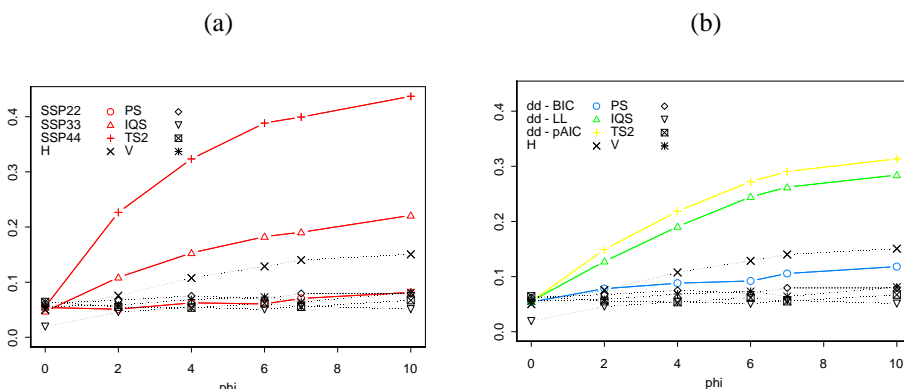 (a)
(b)
SSP22 PS
SSP33 IQS
SSP44 TS2
H V
0.0 0.1 0.2 0.3 0.4
0 2 4 6 8 10
phi
dd - BIC PS
dd - LL IQS
dd - pAIC TS2
H V
0.0 0.1 0.2 0.3 0.4
0 2 4 6 8 10
phi